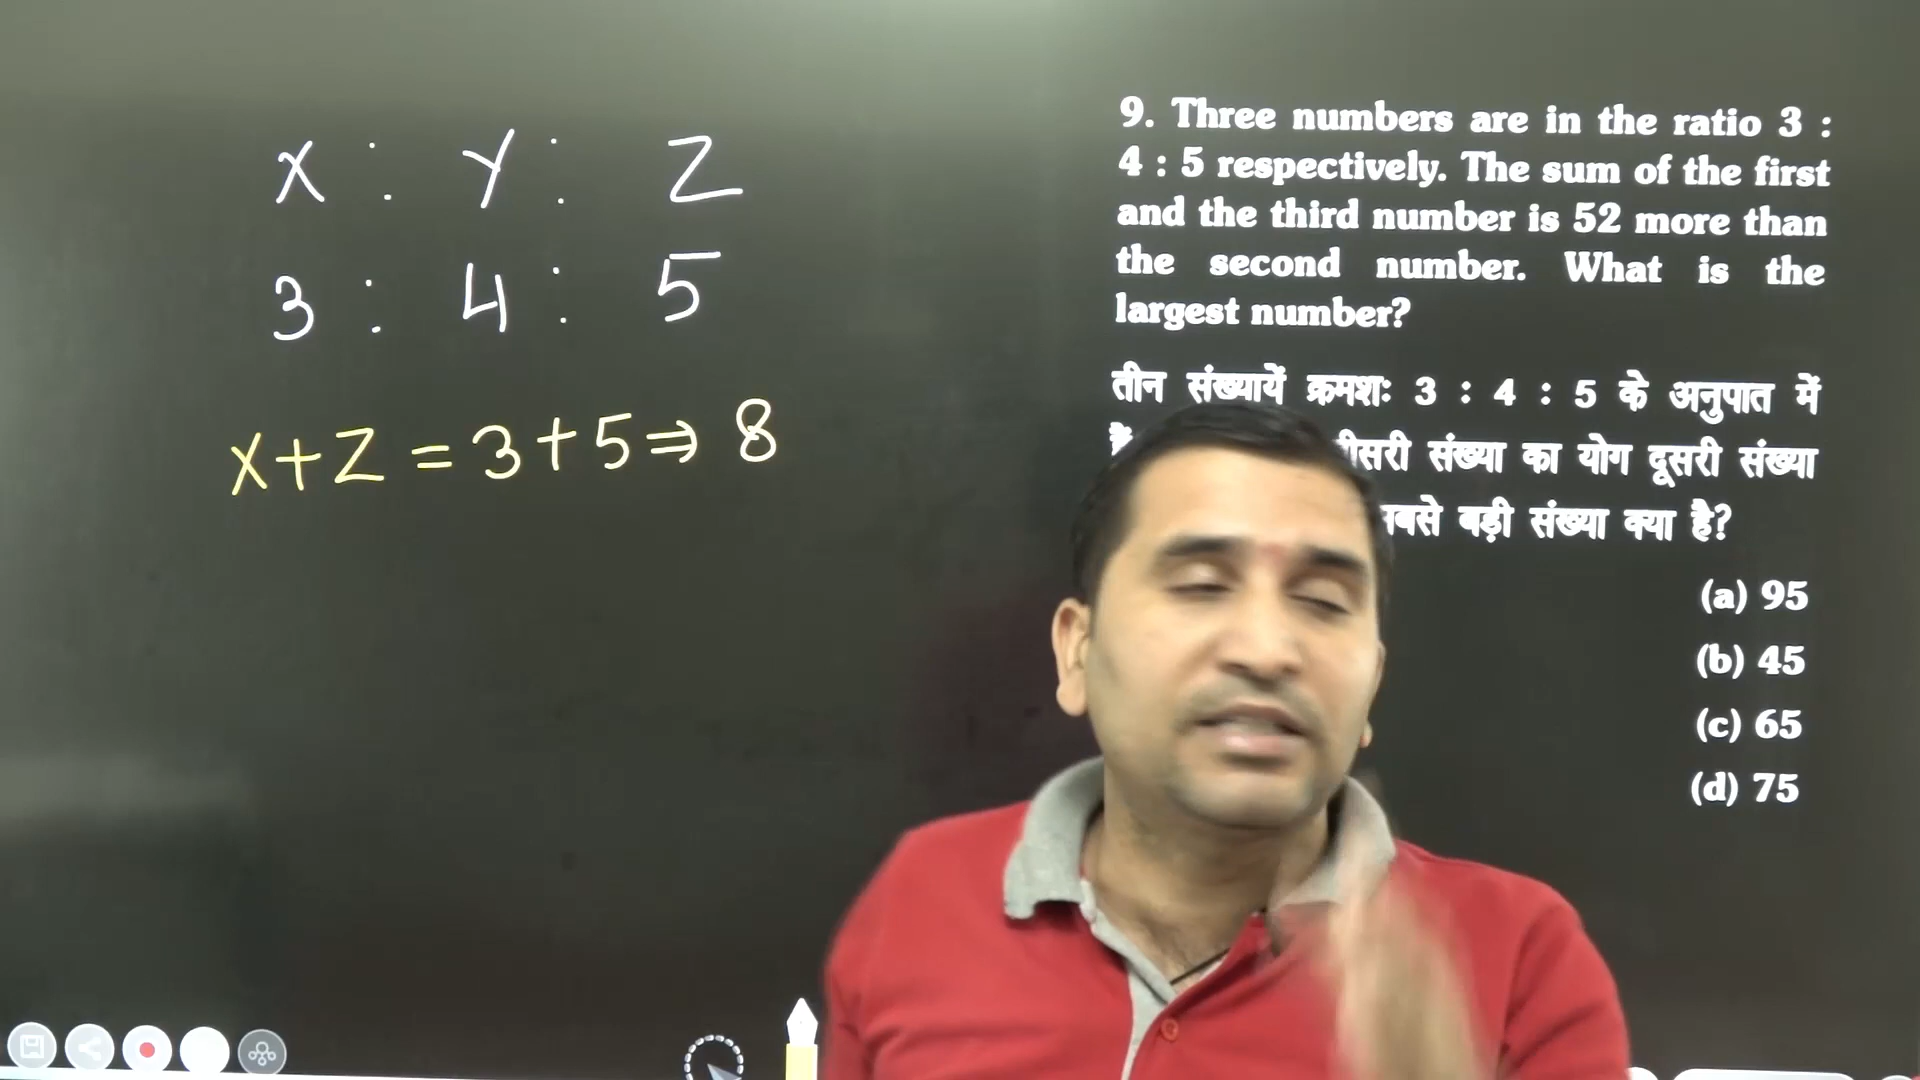 X : Y : Z
3 : 4 : 5
X+Z = 3+5 ⇒ 8
9. Three numbers are in the ratio 3 :
4 : 5 respectively. The sum of the first
and the third number is 52 more than
the second number. What is the
largest number?
तीन संख्यायें क्रमशः 3 : 4 : 5 के अनुपात में
संख्या का योग दूसरी संख्या
बड़ी संख्या क्या है?
(a) 95
(b) 45
(c) 65
(d) 75